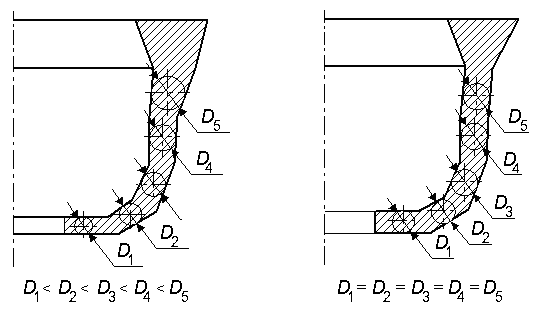 D5
D4
D2
D1
D1 < D2 < D3 < D4 < D5
D5
D4
D3
D2
D1
D1 = D2 = D3 = D4 = D5